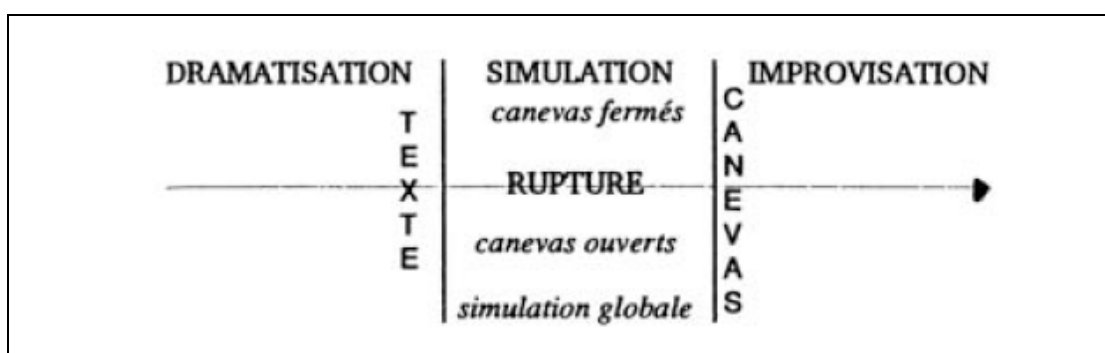 DRAMATISATION SIMULATION IMPROVISATION
canevas fermés
RUPTURE
canevas ouverts
simulation globale
TEXTE
CANEVAS